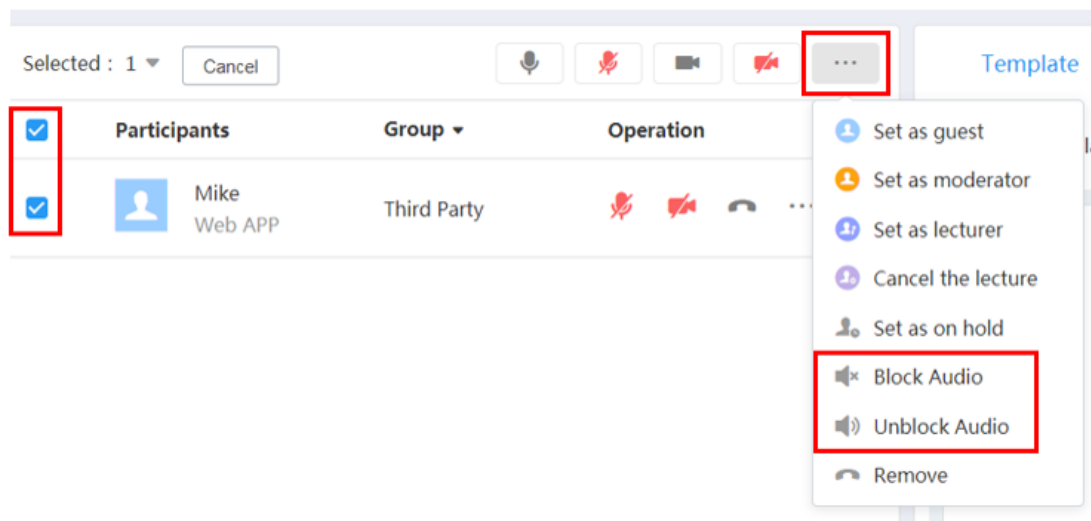 Selected : 1
Cancel
...
Template
Participants
Group
Operation
Mike
Web APP
Third Party
...
Set as guest
Set as moderator
Set as lecturer
Cancel the lecture
Set as on hold
Block Audio
Unblock Audio
Remove